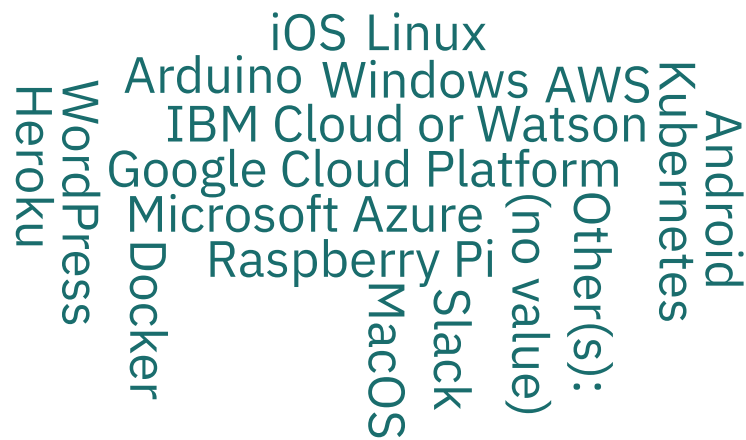 iOS
Linux
Arduino
Windows
AWS
IBM Cloud or Watson
Google Cloud Platform
Microsoft Azure
Raspberry Pi
Heroku
WordPress
Docker
MacOS
Slack
(no value)
Other(s):
Kubernetes
Android